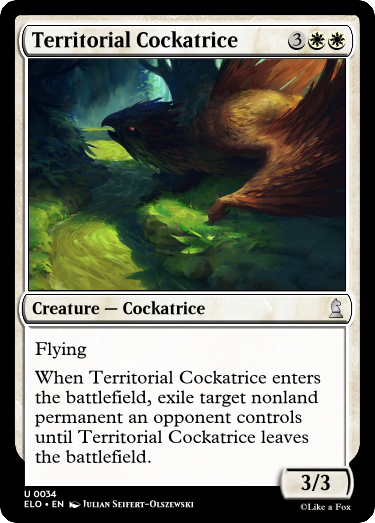 Territorial Cockatrice 3
Creature — Cockatrice
Flying
When Territorial Cockatrice enters
the battlefield, exile target nonland
permanent an opponent controls
until Territorial Cockatrice leaves
the battlefield.
3/3
U 0034
ELO • EN Julian Seifert-Olszewski
©Like a Fox